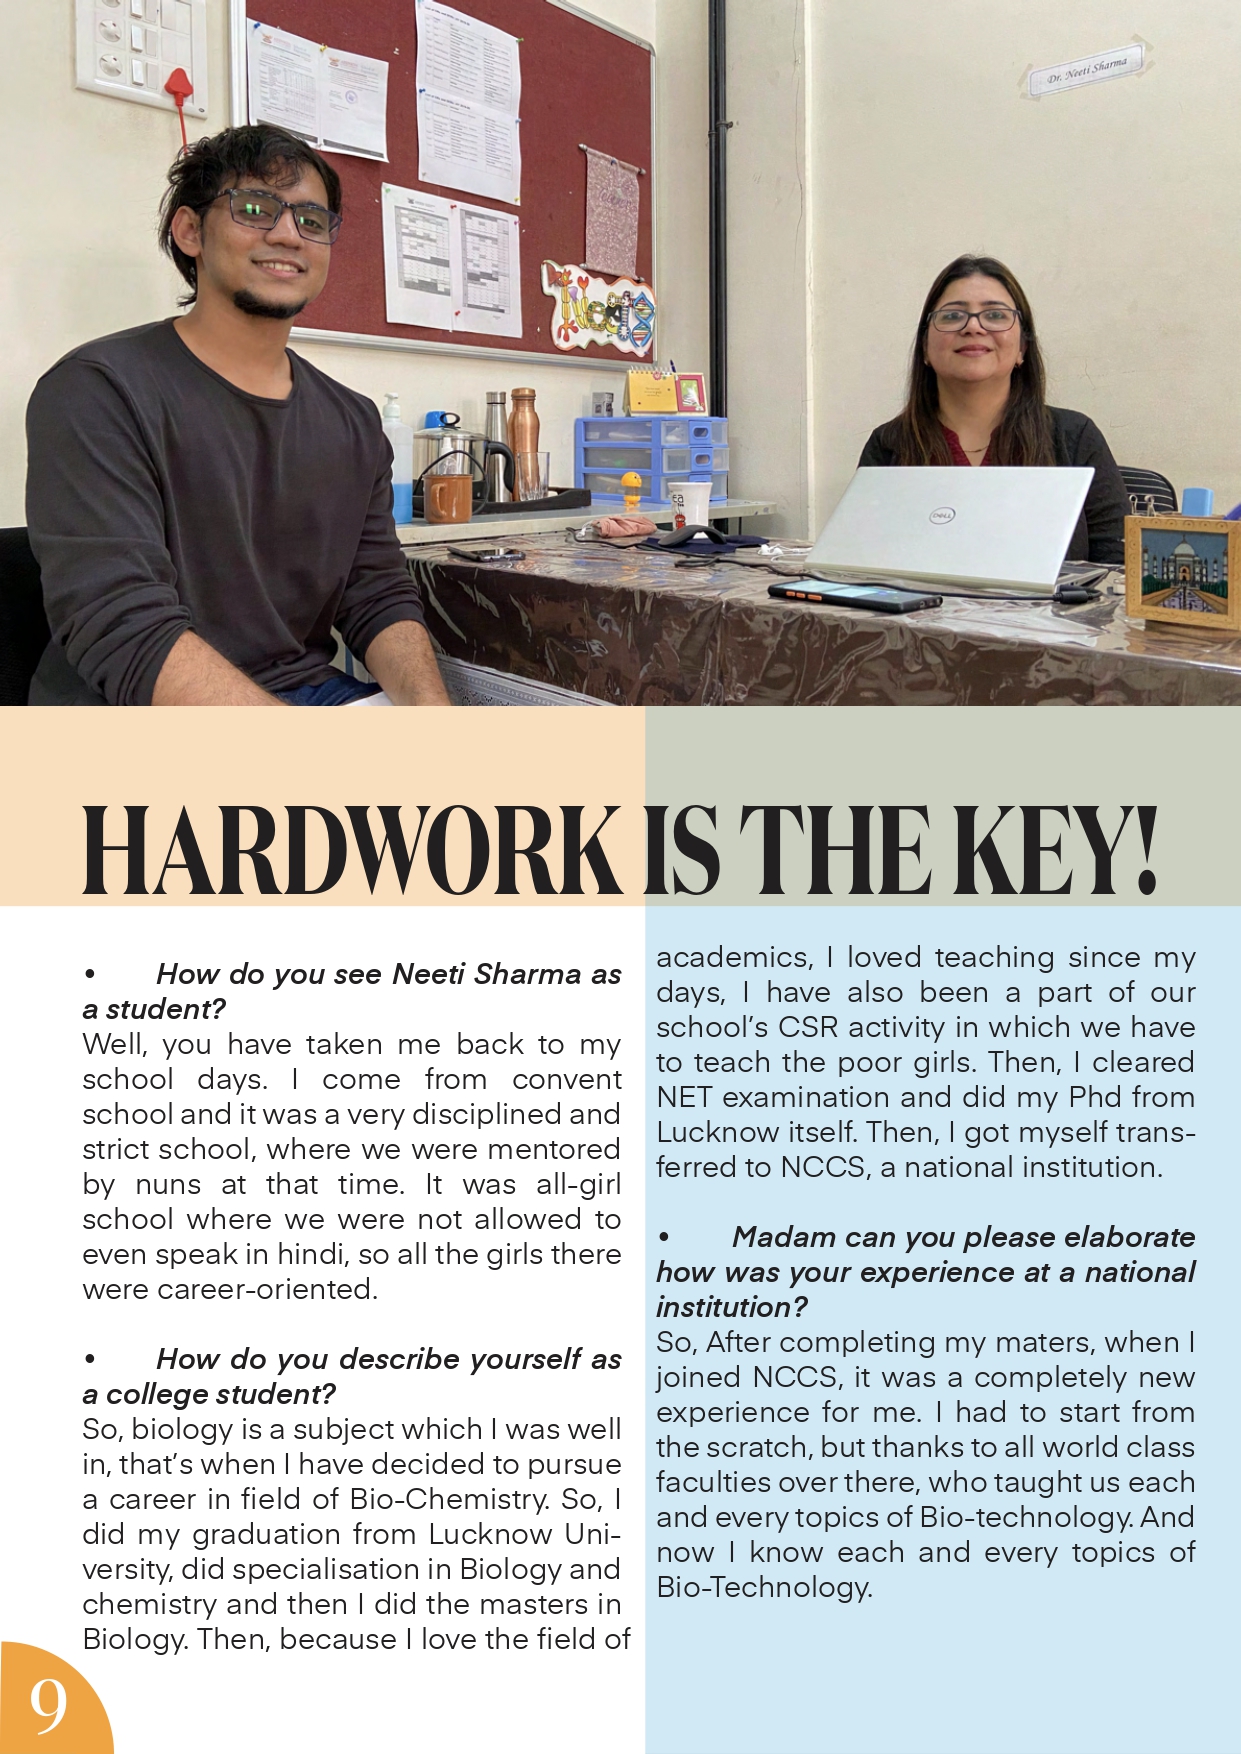 Dr. Neeti Sharma
Neeti
DELL
HARDWORK IS THE KEY!
• How do you see Neeti Sharma as
a student?
Well, you have taken me back to my
school days. I come from convent
school and it was a very disciplined and
strict school, where we were mentored
by nuns at that time. It was all-girl
school where we were not allowed to
even speak in hindi, so all the girls there
were career-oriented.
• How do you describe yourself as
a college student?
So, biology is a subject which I was well
in, that's when I have decided to pursue
a career in field of Bio-Chemistry. So, I
did my graduation from Lucknow Uni-
versity, did specialisation in Biology and
chemistry and then I did the masters in
Biology. Then, because I love the field of
academics, I loved teaching since my
days, I have also been a part of our
school's CSR activity in which we have
to teach the poor girls. Then, I cleared
NET examination and did my Phd from
Lucknow itself. Then, I got myself trans-
ferred to NCCS, a national institution.
• Madam can you please elaborate
how was your experience at a national
institution?
So, After completing my maters, when I
joined NCCS, it was a completely new
experience for me. I had to start from
the scratch, but thanks to all world class
faculties over there, who taught us each
and every topics of Bio-technology. And
now I know each and every topics of
Bio-Technology.
9